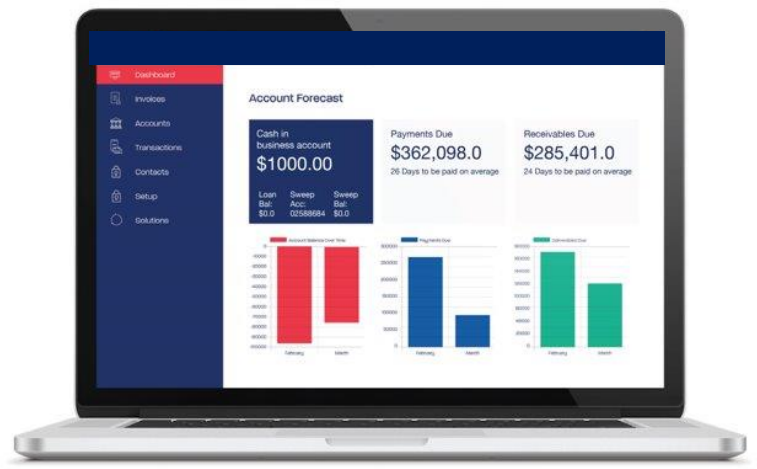 Dashboard
Invoices
Accounts
Transactions
Contacts
Setup
Solutions
Account Forecast
Cash in
business account
$1000.00
Loan Bal: $0.0
Sweep Acc: 02588684
Sweep Bal: $0.0
Payments Due
$362,098.0
26 Days to be paid on average
Receivables Due
$285,401.0
24 Days to be paid on average
Account Balance Over Time
0
February
March
Payments Due
0
February
March
0
February
March